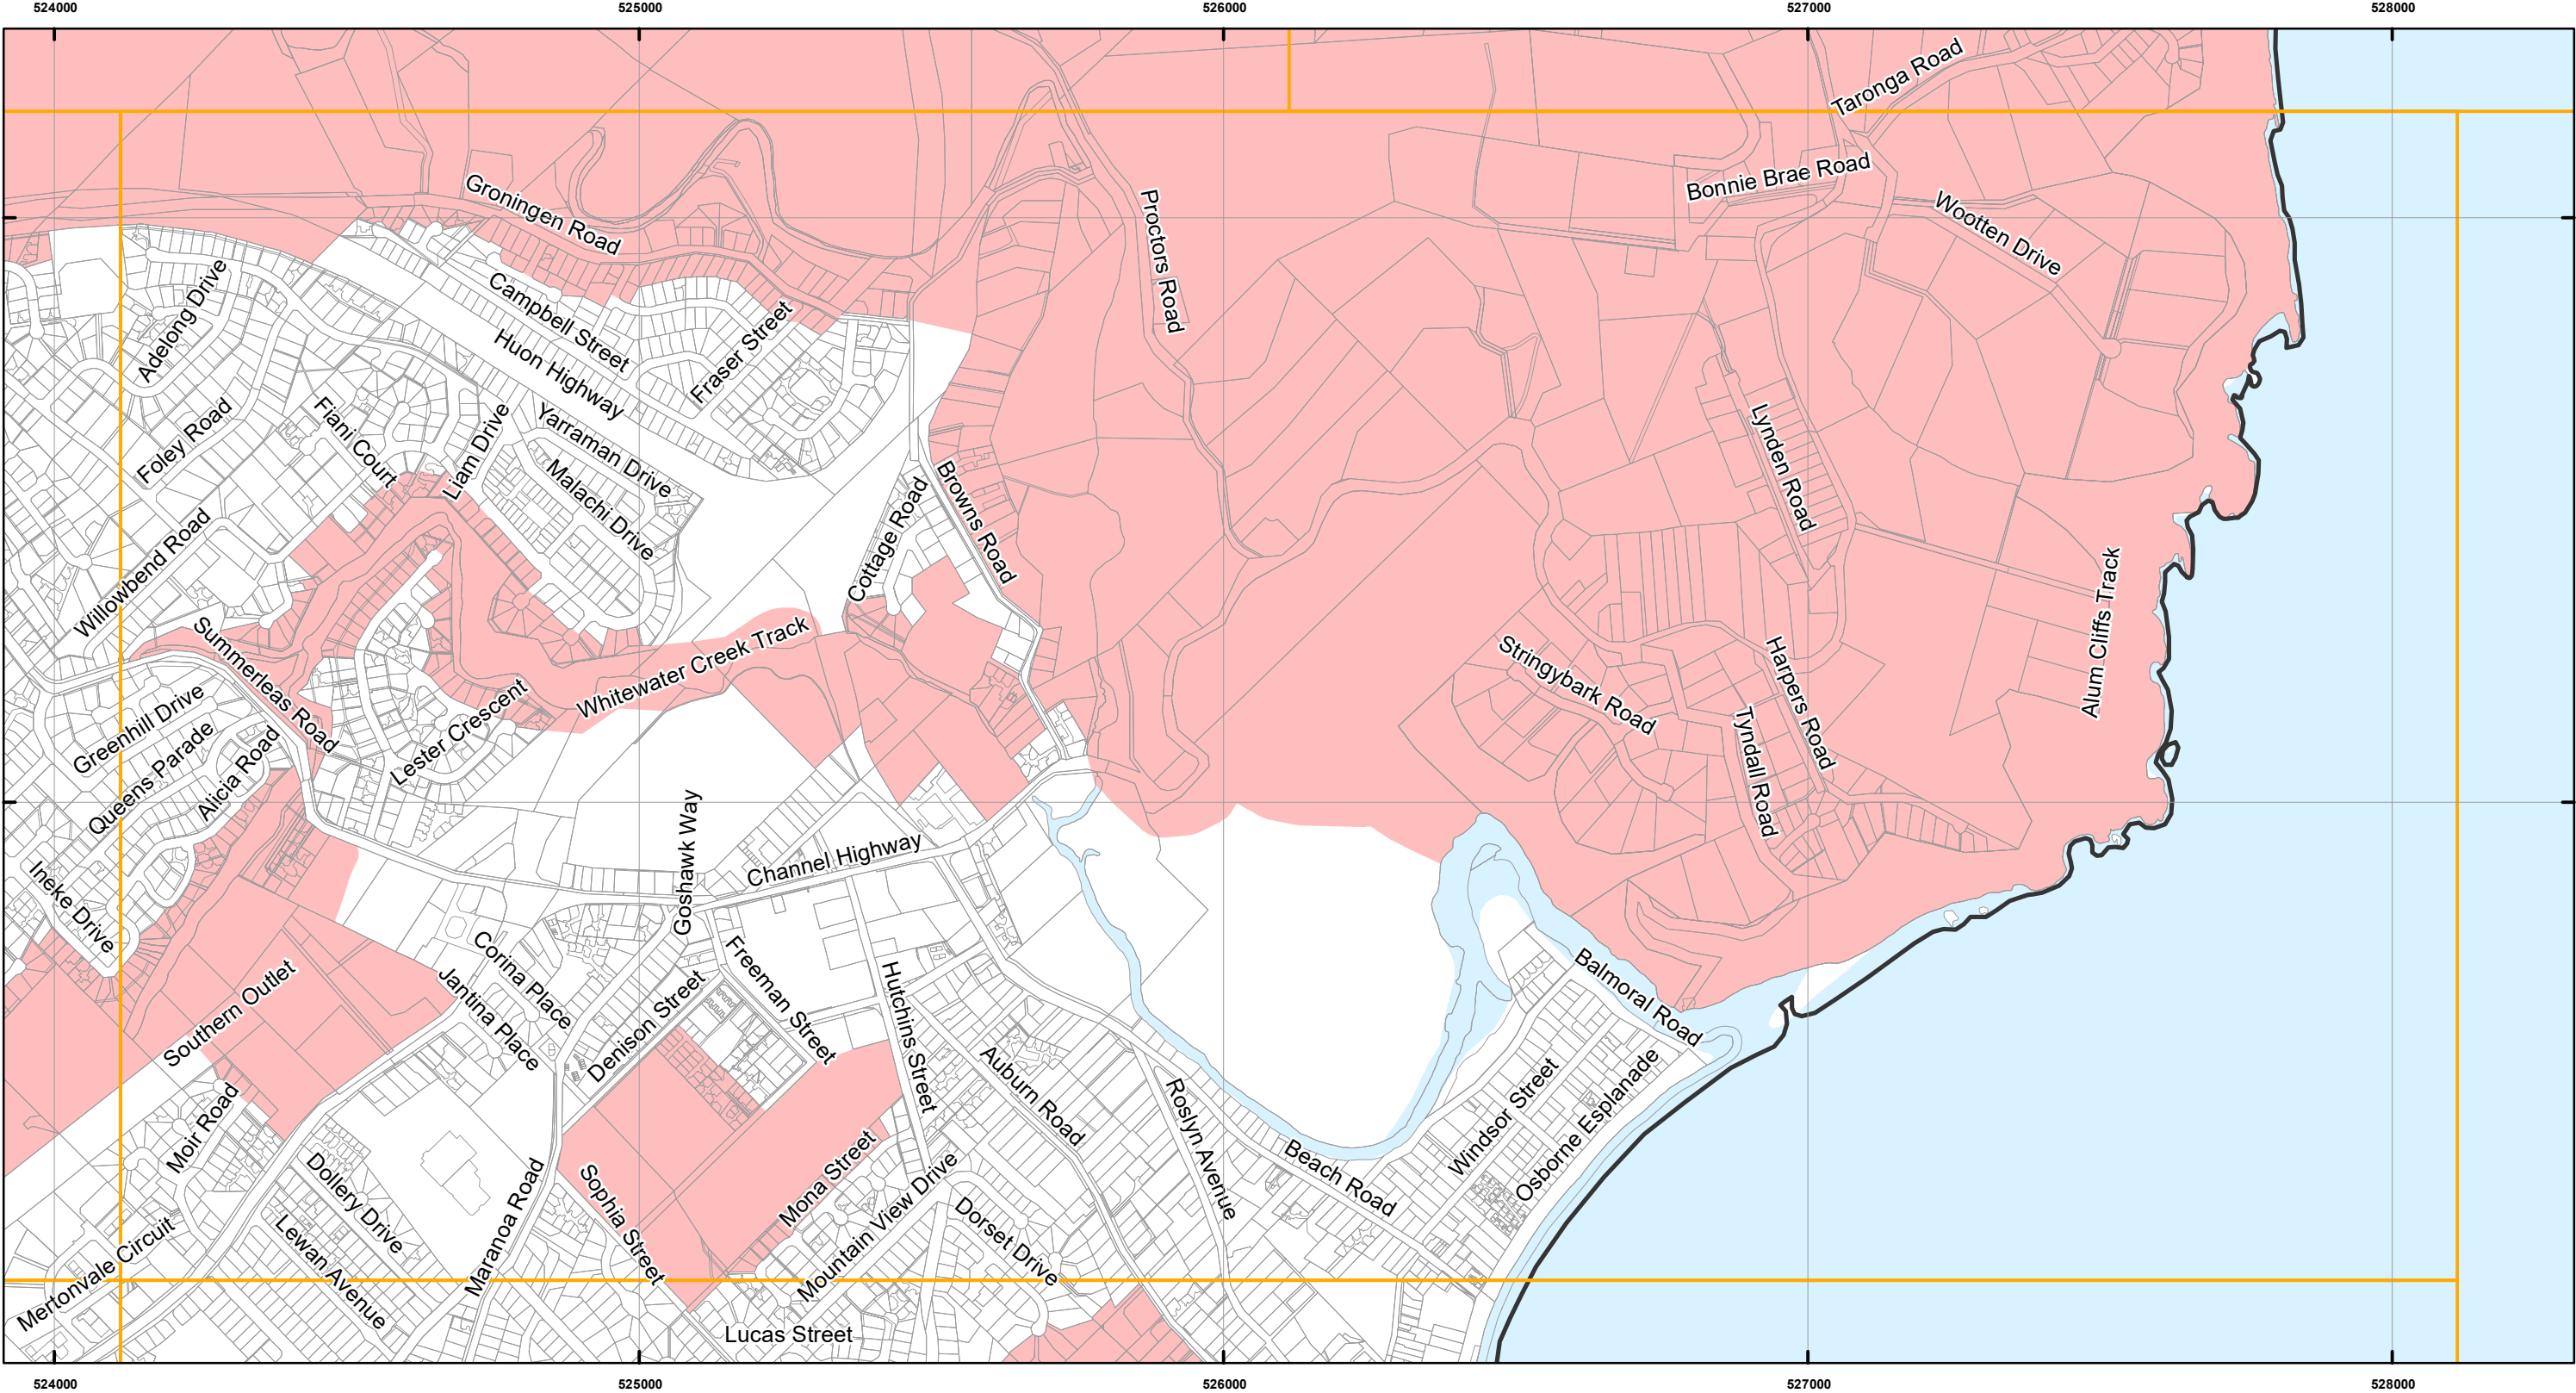 524000
525000
526000
527000
528000
Taronga Road
Bonnie Brae Road
Groningen Road
Proctors Road
Wootten Drive
Adelong Drive
Campbell Street
Huon Highway
Fraser Street
Foley Road
Fiani Court
Liam Drive
Yarraman Drive
Malachi Drive
Lynden Road
Browns Road
Cottage Road
Willowbend Road
Alum Cliffs Track
Summerleas Road
Whitewater Creek Track
Stringybark Road
Harpers Road
Greenhill Drive
Lester Crescent
Queens Parade
Alicia Road
Tyndall Road
Goshawk Way
Channel Highway
Ineke Drive
Corina Place
Jantina Place
Freeman Street
Hutchins Street
Balmoral Road
Southern Outlet
Denison Street
Auburn Road
Windsor Street
Osborne Esplanade
Moir Road
Roslyn Avenue
Beach Road
Dollery Drive
Maranoa Road
Sophia Street
Mona Street
Mountain View Drive
Dorset Drive
Mertonvale Circuit
Lewan Avenue
Lucas Street
524000
525000
526000
527000
528000